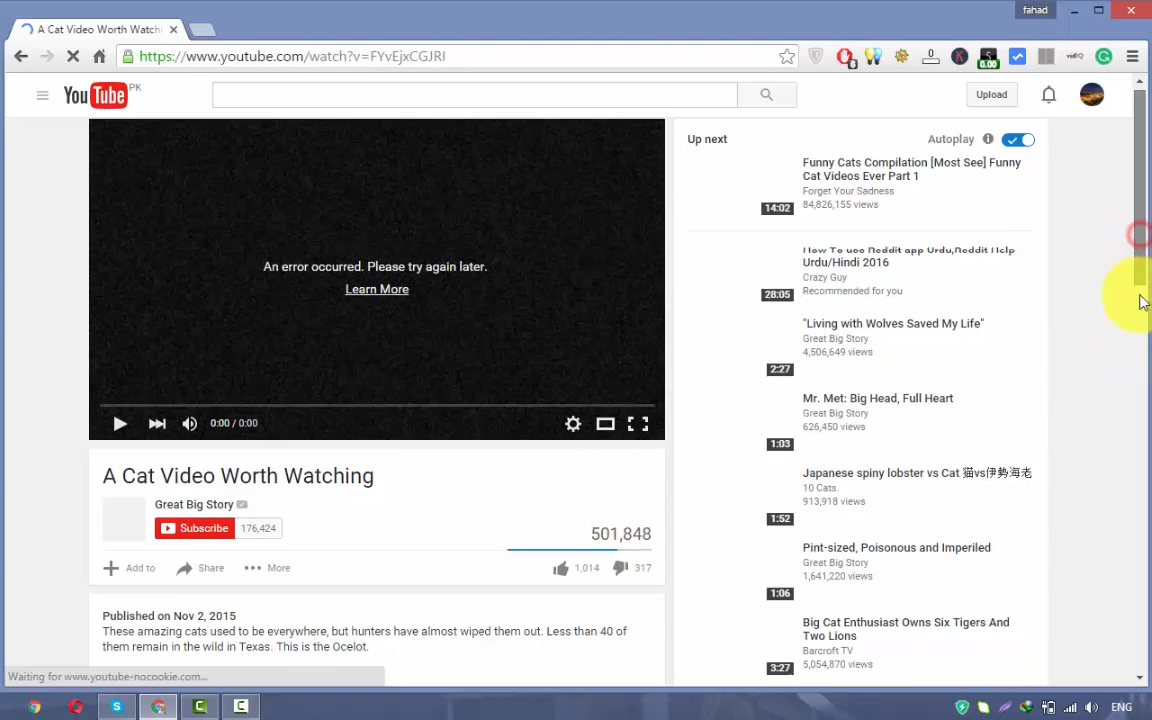 fahad
A Cat Video Worth Watchi
https://www.youtube.com/watch?v=FYvEjxCGJRI
0.00
YouTube PK
Upload
An error occurred. Please try again later.
Learn More
0:00 / 0:00
A Cat Video Worth Watching
Great Big Story
Subscribe 176,424
501,848
Add to Share More 1,014 317
Published on Nov 2, 2015
These amazing cats used to be everywhere, but hunters have almost wiped them out. Less than 40 of
them remain in the wild in Texas. This is the Ocelot.
Up next Autoplay
Funny Cats Compilation [Most See] Funny
Cat Videos Ever Part 1
Forget Your Sadness
84,826,155 views
14:02
How To use Reddit app Urdu,Reddit Help
Urdu/Hindi 2016
Crazy Guy
Recommended for you
28:05
"Living with Wolves Saved My Life"
Great Big Story
4,506,649 views
2:27
Mr. Met: Big Head, Full Heart
Great Big Story
626,450 views
1:03
Japanese spiny lobster vs Cat 猫vs伊勢海老
10 Cats.
913,918 views
1:52
Pint-sized, Poisonous and Imperiled
Great Big Story
1,641,220 views
1:06
Big Cat Enthusiast Owns Six Tigers And
Two Lions
Barcroft TV
5,054,870 views
3:27
Waiting for www.youtube-nocookie.com...
ENG